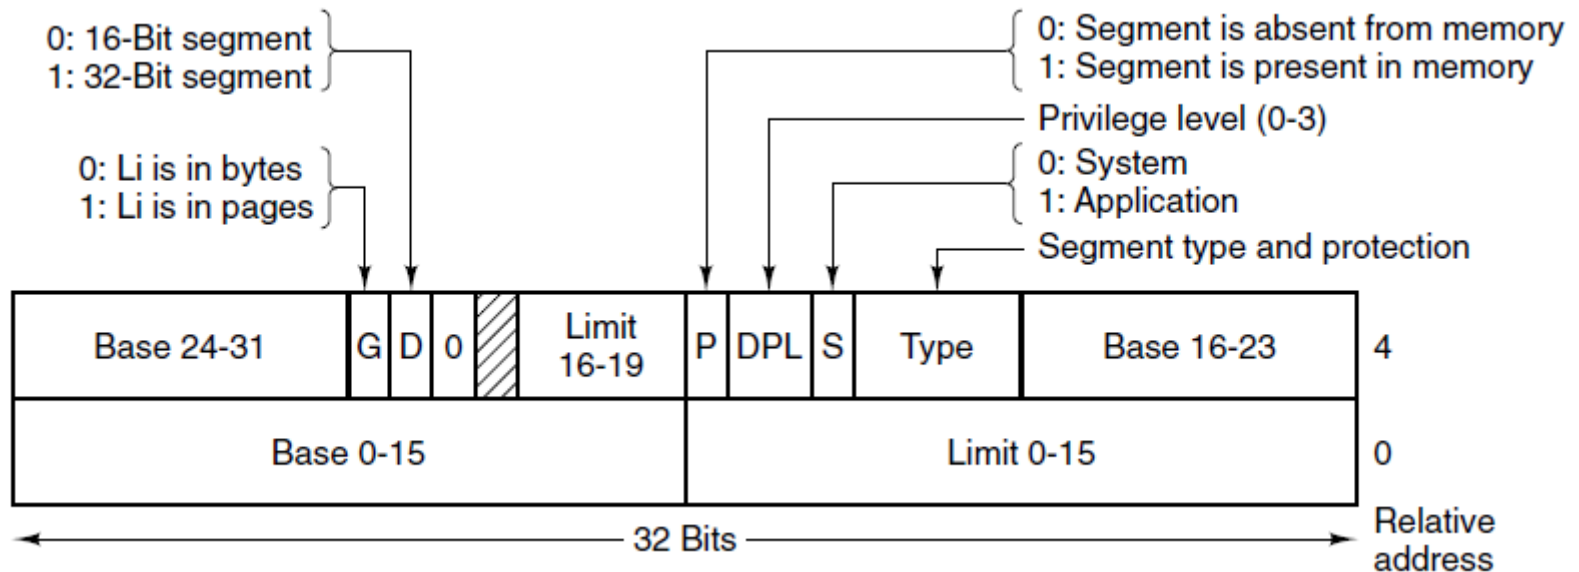 0: 16-Bit segment
1: 32-Bit segment
0: Li is in bytes
1: Li is in pages
0: Segment is absent from memory
1: Segment is present in memory
Privilege level (0-3)
0: System
1: Application
Segment type and protection
Base 24-31 G D 0 Limit 16-19 P DPL S Type Base 16-23 4
Base 0-15 Limit 0-15 0
32 Bits
Relative
address